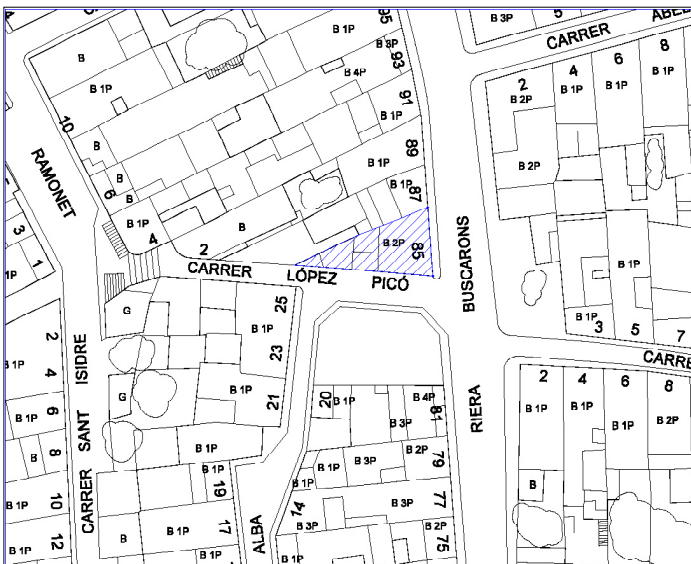 95
B 1P
B 3P
93
B 4P
91
B 1P
89
B 1P
B 1P
87
B 2P
85
B
B 1P
10
B
B
6
B
B 1P
4
2
B
RAMONET
3
1
CARRER LÓPEZ PICÓ
B 3P
5
CARRER
2
B 2P
4
B 1P
6
B 1P
8
B 1P
B 2P
B 1P
B 1P
3
5
7
BUSCARONS
RIERA
G
G
25
B 1P
23
B 1P
21
B 1P
B 1P
19
B 1P
17
B
B 1P
2
4
6
B 1P
8
B
10
B 1P
12
B 1P
CARRER SANT ISIDRE
ALBA
20
B 1P
B 4P
81
B 3P
B 2P
79
B 1P
B 3P
B 1P
14
B 3P
77
B 3P
B 2P
75
B 1P
2
B 1P
4
B 1P
6
B 1P
8
B 2P
B